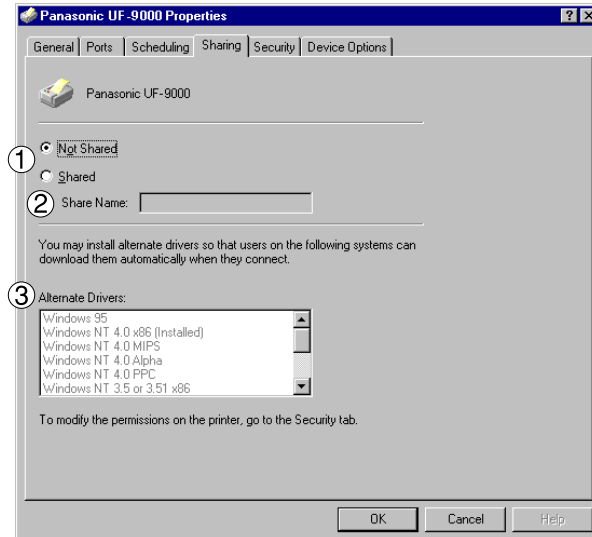 Panasonic UF-9000 Properties
General Ports Scheduling Sharing Security Device Options
Panasonic UF-9000
1
Not Shared
Shared
2 Share Name:
You may install alternate drivers so that users on the following systems can
download them automatically when they connect.
3
Alternate Drivers:
Windows 95
Windows NT 4.0 x86 (Installed)
Windows NT 4.0 MIPS
Windows NT 4.0 Alpha
Windows NT 4.0 PPC
Windows NT 3.5 or 3.51 x86
To modify the permissions on the printer, go to the Security tab.
OK Cancel Help